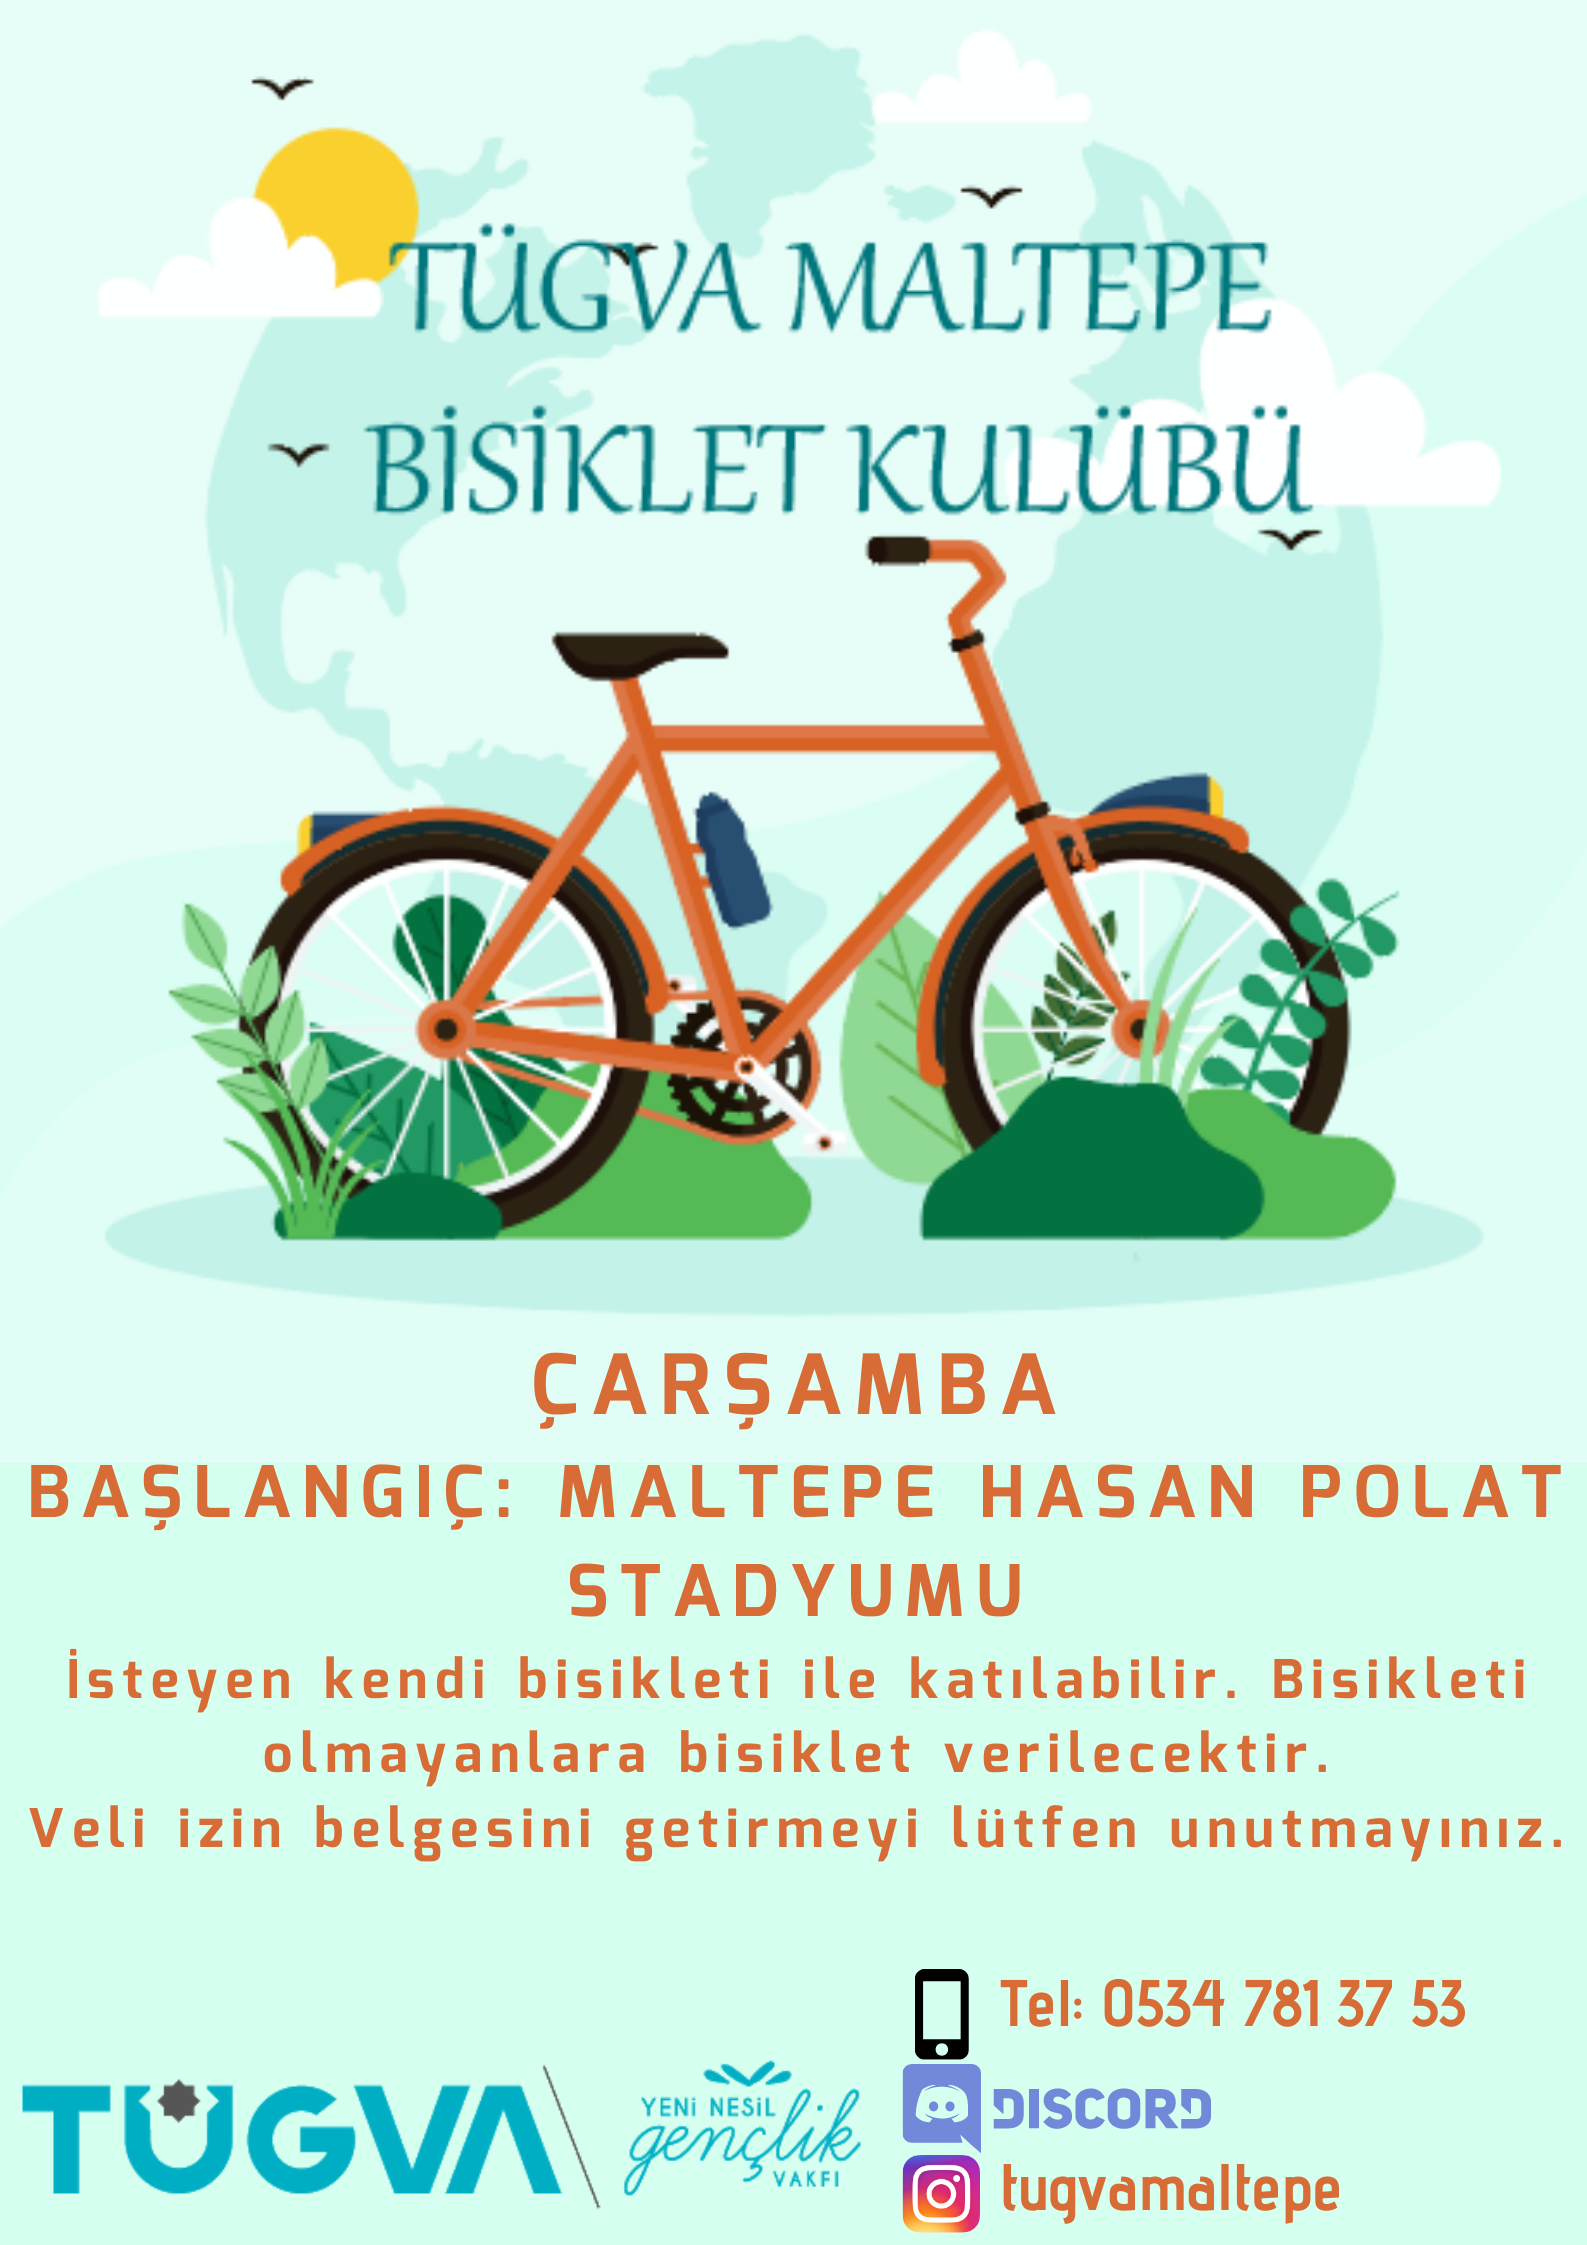 TÜGVA MALTEPE
BİSİKLET KULÜBÜ
ÇARŞAMBA
BAŞLANGIÇ: MALTEPE HASAN POLAT
STADYUMU
İsteyen kendi bisikleti ile katılabilir. Bisikleti
olmayanlara bisiklet verilecektir.
Veli izin belgesini getirmeyi lütfen unutmayınız.
Tel: 0534 781 37 53
TÜGVA
YENİ NESİL
gençlik
VAKFI
DISCORD
tugvamaltepe